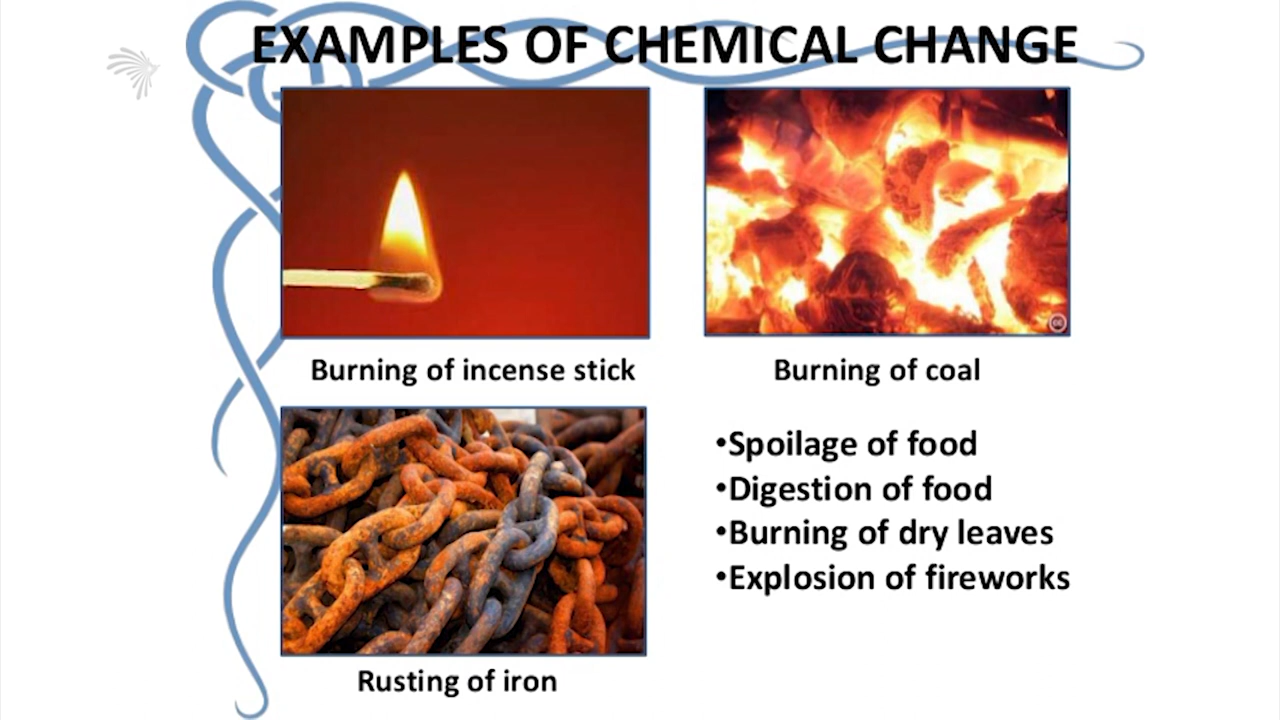 EXAMPLES OF CHEMICAL CHANGE
Burning of incense stick
Burning of coal
•Spoilage of food
•Digestion of food
•Burning of dry leaves
•Explosion of fireworks
Rusting of iron